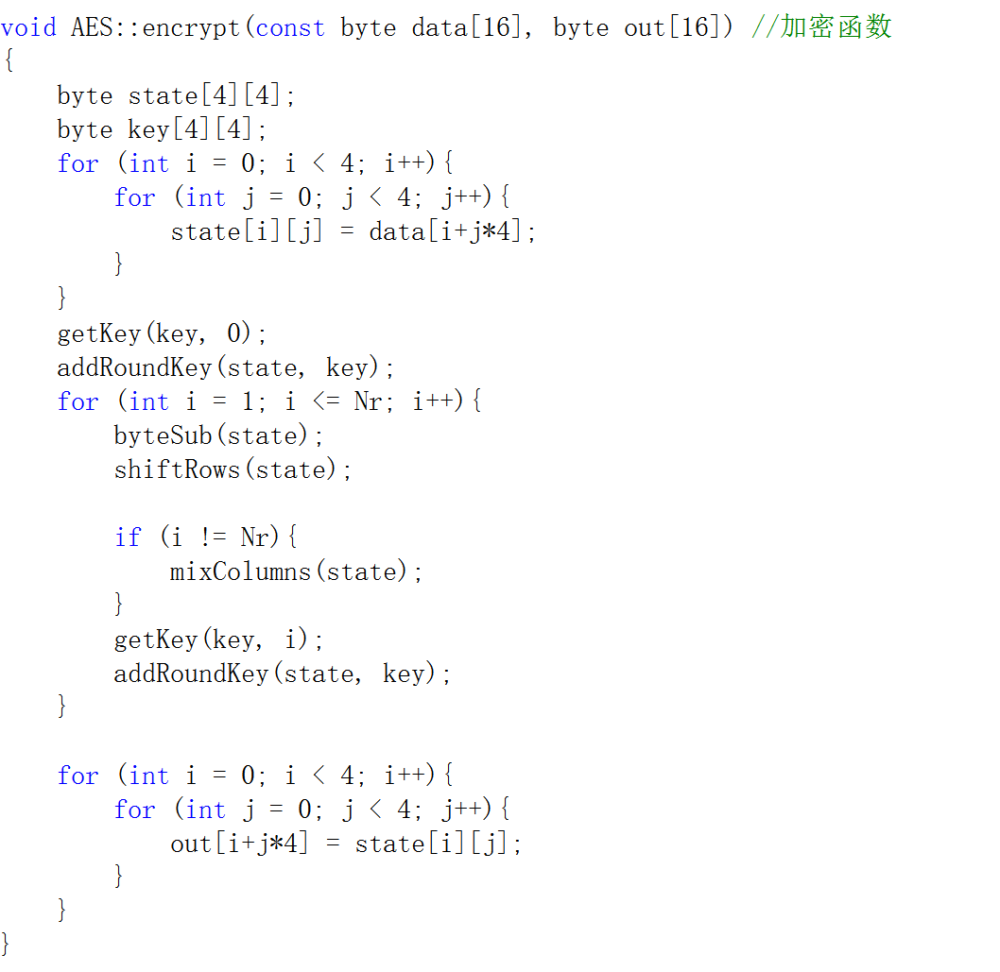 void AES::encrypt(const byte data[16], byte out[16]) //加密函数
{
    byte state[4][4];
    byte key[4][4];
    for (int i = 0; i < 4; i++){
        for (int j = 0; j < 4; j++){
            state[i][j] = data[i+j*4];
        }
    }
    getKey(key, 0);
    addRoundKey(state, key);
    for (int i = 1; i <= Nr; i++){
        byteSub(state);
        shiftRows(state);

        if (i != Nr){
            mixColumns(state);
        }
        getKey(key, i);
        addRoundKey(state, key);
    }

    for (int i = 0; i < 4; i++){
        for (int j = 0; j < 4; j++){
            out[i+j*4] = state[i][j];
        }
    }
}